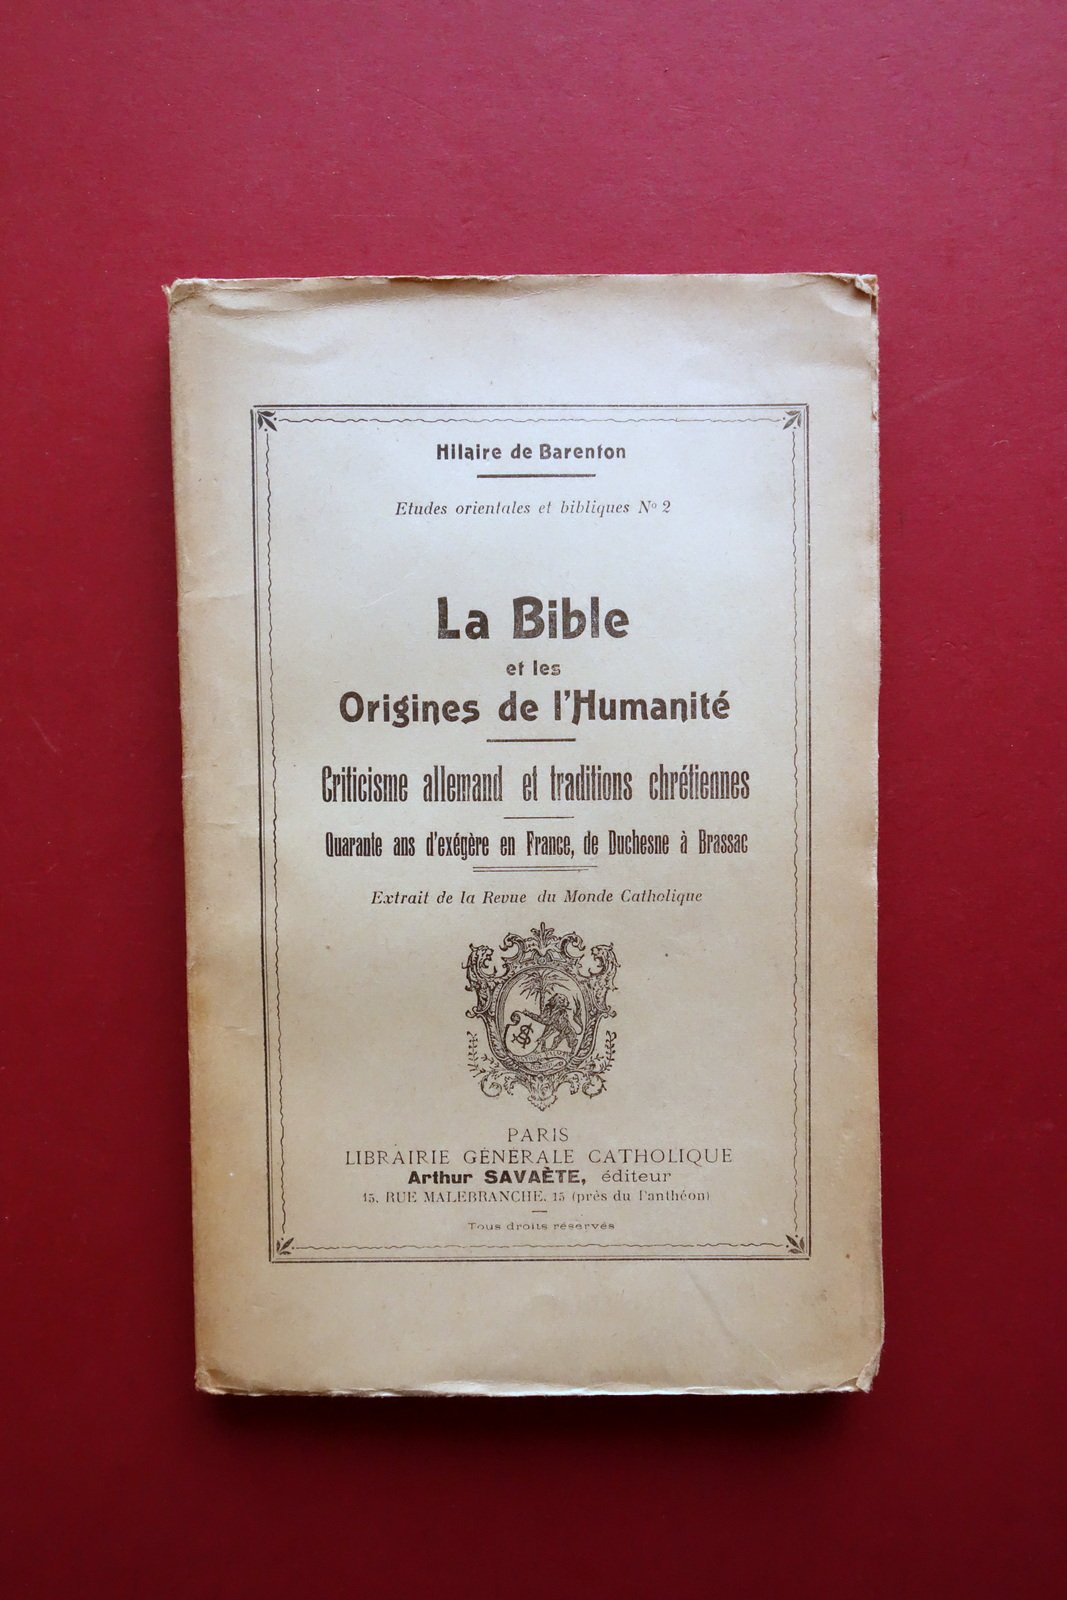 Hilaire de Barenton
Etudes orientales et bibliques Nº 2
La Bible
et les
Origines de l'Humanité
Criticisme allemand et traditions chrétiennes
Quarante ans d'exégère en France, de Duchesne à Brassac
Extrait de la Revue du Monde Catholique
PARIS
LIBRAIRIE GÉNÉRALE CATHOLIQUE
Arthur SAVAÈTE, éditeur
15, RUE MALEBRANCHE, 15 (près du Panthéon)
Tous droits réservés